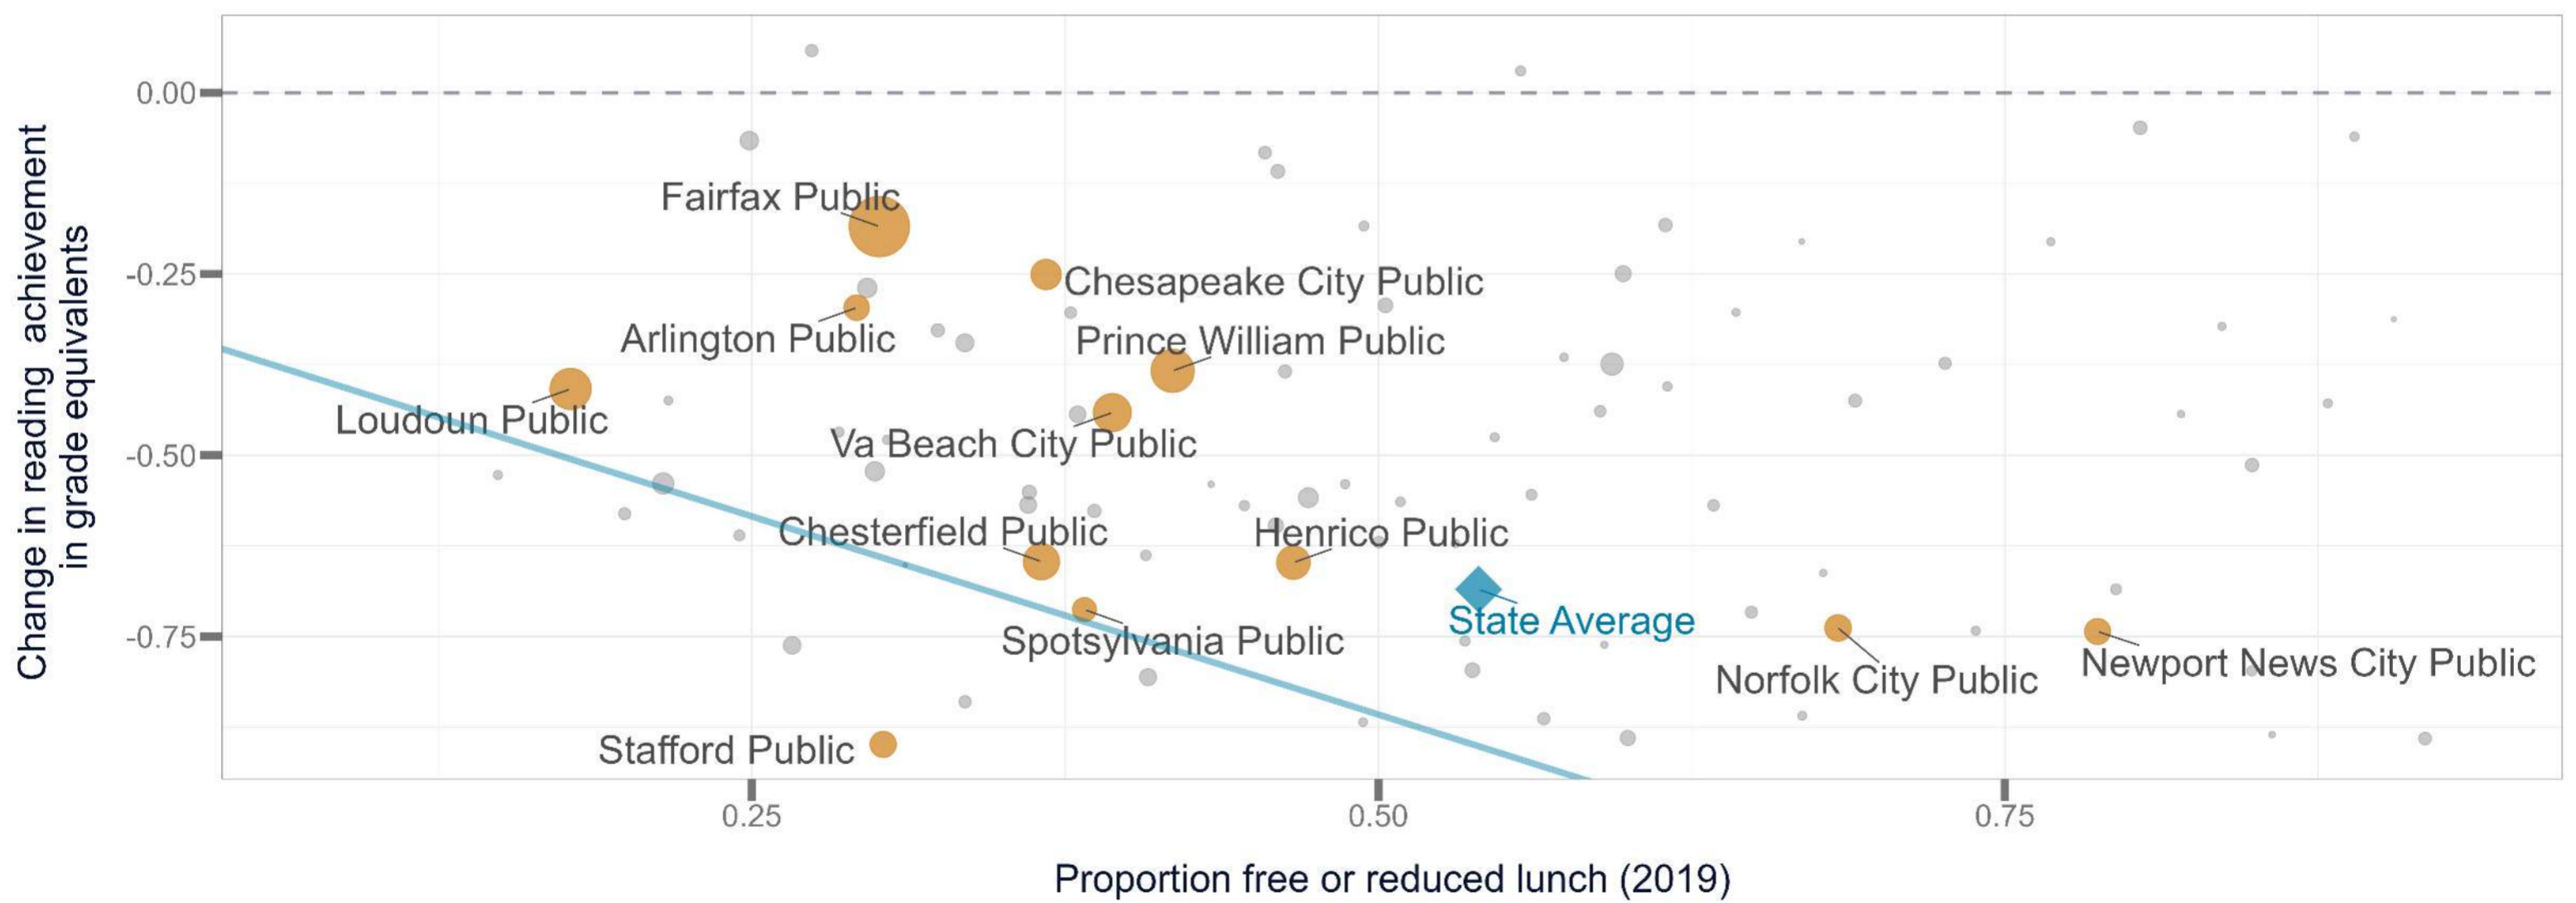 Change in reading achievement
in grade equivalents
0.00
-0.25
-0.50
-0.75
Fairfax Public
Chesapeake City Public
Arlington Public
Prince William Public
Loudoun Public
Va Beach City Public
Chesterfield Public
Henrico Public
State Average
Spotsylvania Public
Newport News City Public
Norfolk City Public
Stafford Public
0.25
0.50
0.75
Proportion free or reduced lunch (2019)